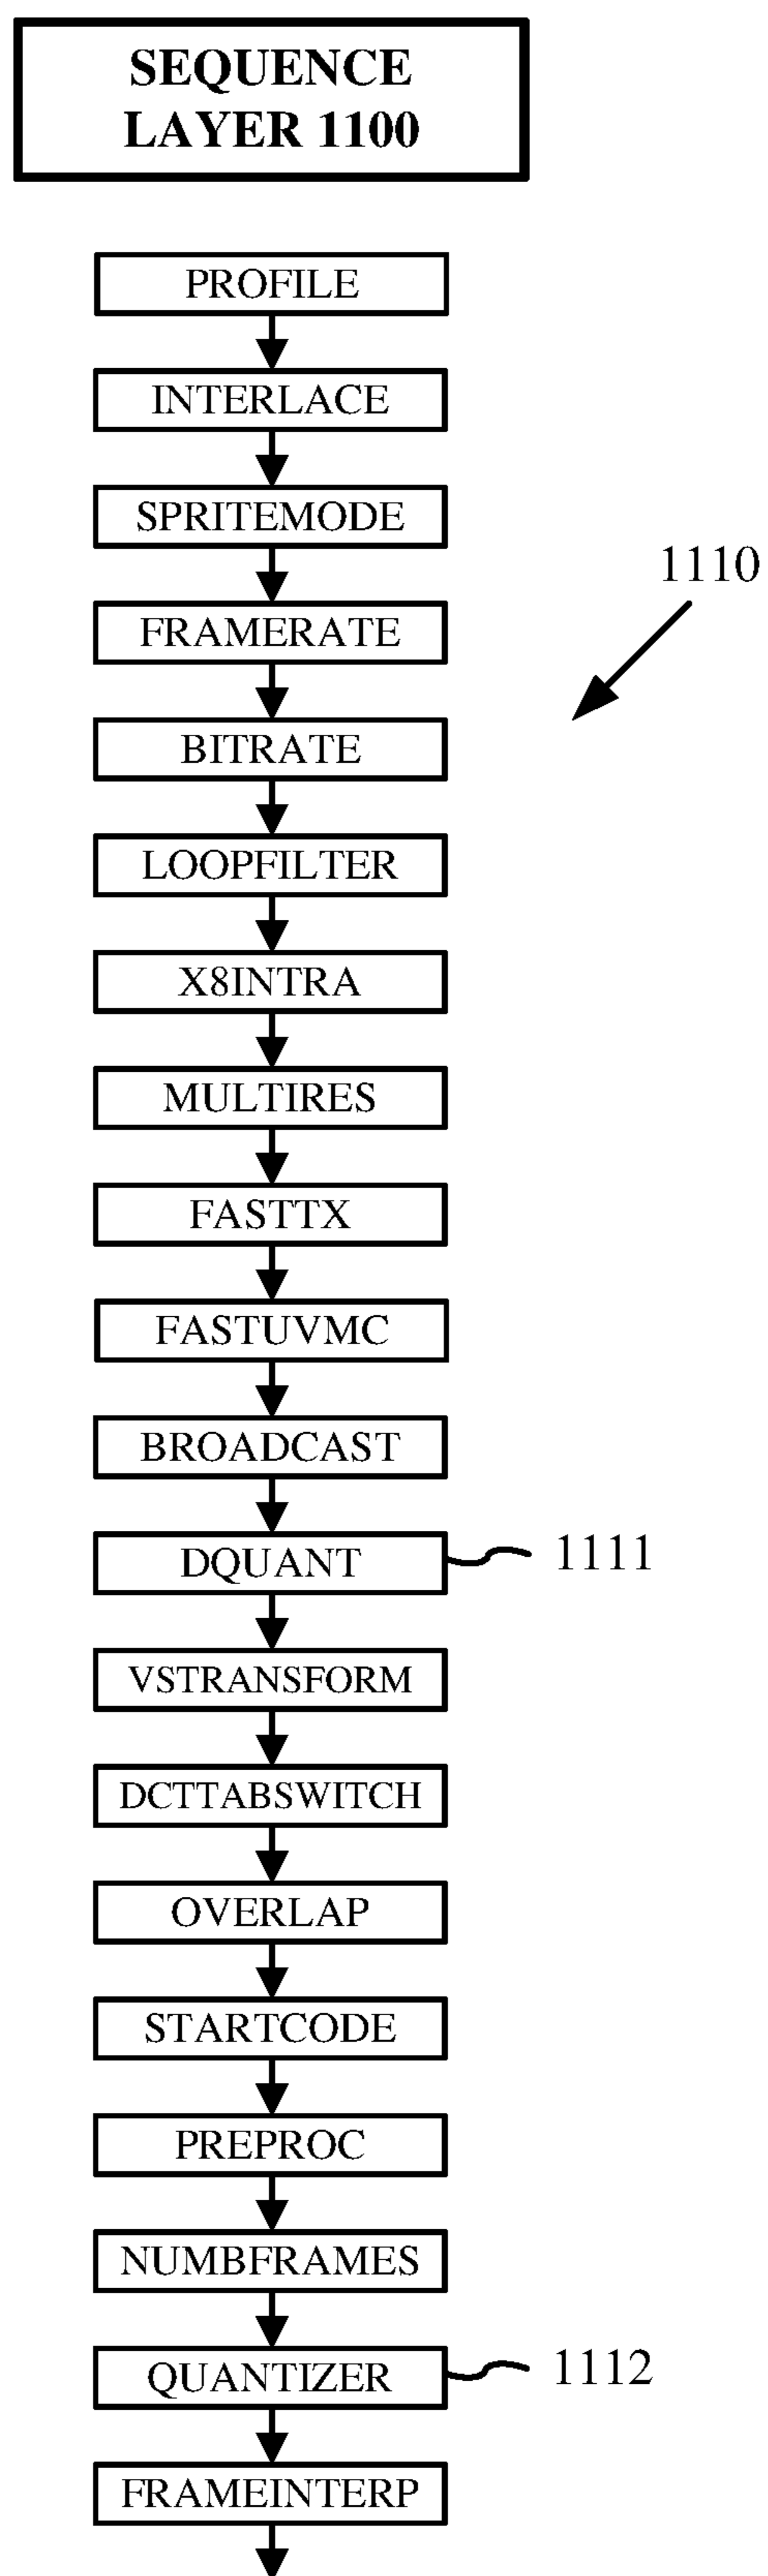 SEQUENCE
LAYER 1100
PROFILE
INTERLACE
SPRITEMODE
1110
FRAMERATE
BITRATE
LOOPFILTER
X8INTRA
MULTIRES
FASTTX
FASTUVMC
BROADCAST
DQUANT 1111
VSTRANSFORM
DCTTABSWITCH
OVERLAP
STARTCODE
PREPROC
NUMBFRAMES
QUANTIZER 1112
FRAMEINTERP